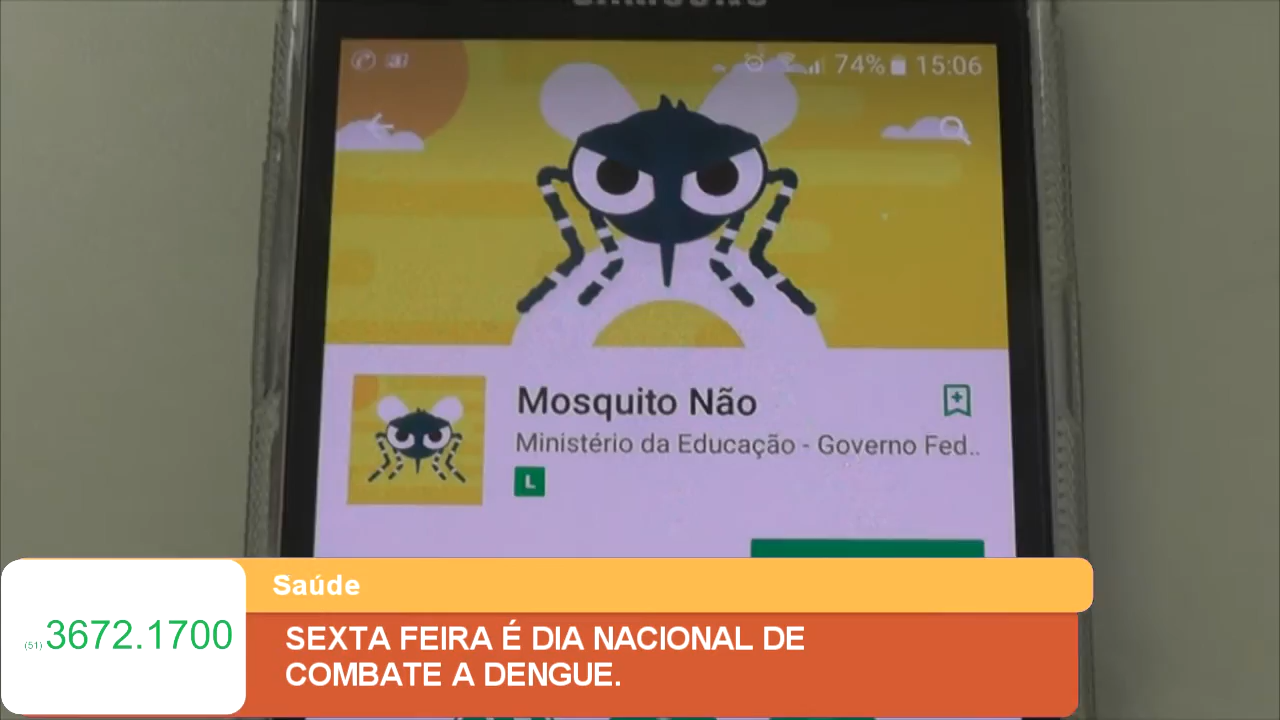 SAMSUNG
74% 15:06
Mosquito Não
Ministério da Educação - Governo Fed..
L
Saúde
(51) 3672.1700
SEXTA FEIRA É DIA NACIONAL DE
COMBATE A DENGUE.